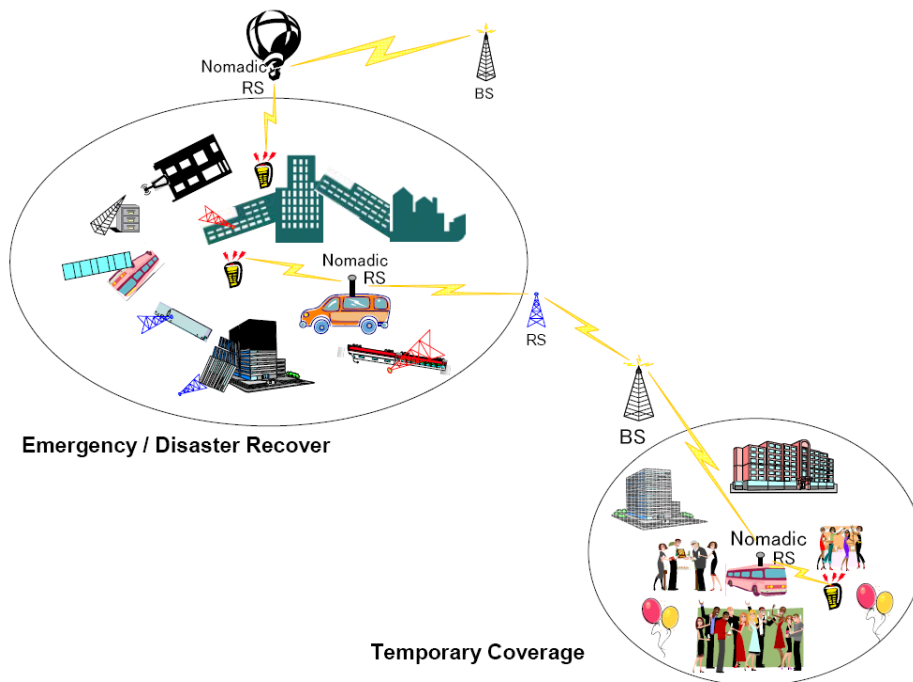 Nomadic
RS
BS
Nomadic
RS
RS
BS
Emergency / Disaster Recover
Nomadic
RS
Temporary Coverage